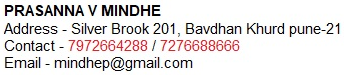 PRASANNA V MINDHE
Address - Silver Brook 201, Bavdhan Khurd pune-21
Contact - 7972664288 / 7276688666
Email - mindhep@gmail.com